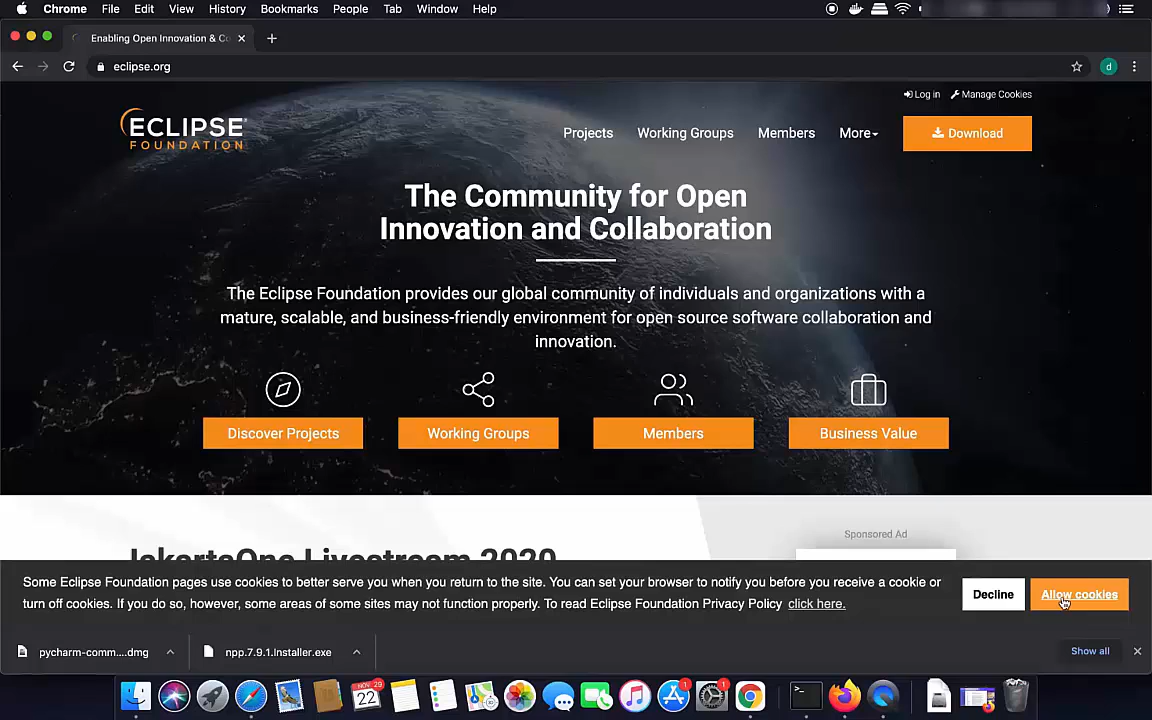 Chrome File Edit View History Bookmarks People Tab Window Help
Enabling Open Innovation & Co
eclipse.org
d
Log in Manage Cookies
ECLIPSE
FOUNDATION
Projects Working Groups Members More Download
The Community for Open
Innovation and Collaboration
The Eclipse Foundation provides our global community of individuals and organizations with a
mature, scalable, and business-friendly environment for open source software collaboration and
innovation.
Discover Projects Working Groups Members Business Value
Sponsored Ad
JakartaOne Livestream 2020
Some Eclipse Foundation pages use cookies to better serve you when you return to the site. You can set your browser to notify you before you receive a cookie or
turn off cookies. If you do so, however, some areas of some sites may not function properly. To read Eclipse Foundation Privacy Policy click here.
Decline Allow cookies
pycharm-comm....dmg npp.7.9.1.Installer.exe Show all
NOV 29
22
1
1
>_